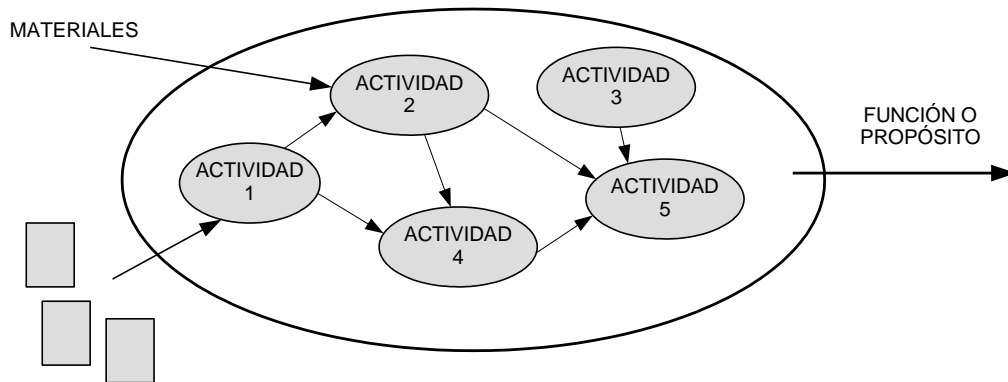 MATERIALES
ACTIVIDAD
2
ACTIVIDAD
3
FUNCIÓN O
PROPÓSITO
ACTIVIDAD
1
ACTIVIDAD
5
ACTIVIDAD
4